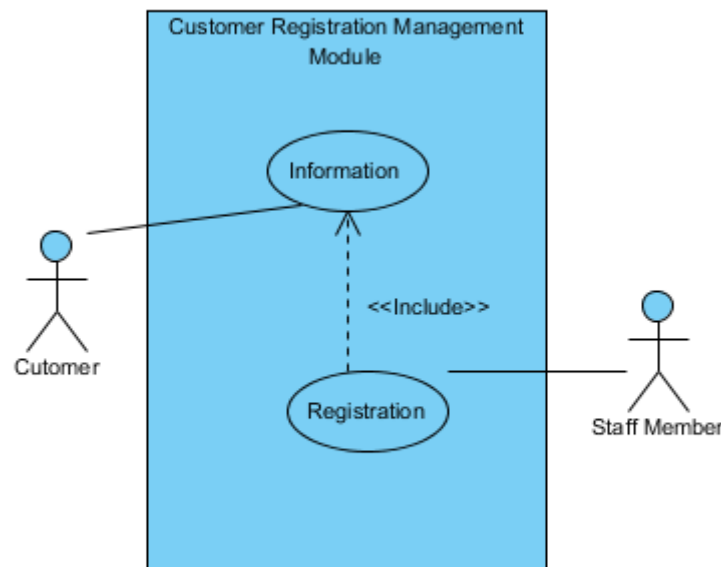 Customer Registration Management
Module
Information
<<Include>>
Cutomer
Registration
Staff Member